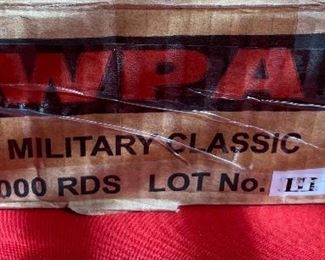 WPA
MILITARY CLASSIC
000 RDS LOT No.